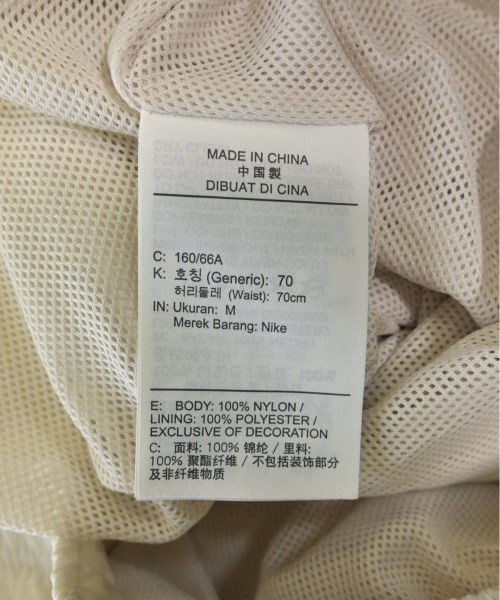 MADE IN CHINA
中国製
DIBUAT DI CINA
C: 160/66A
K: 호칭 (Generic): 70
허리둘레 (Waist): 70cm
IN: Ukuran: M
Merek Barang: Nike
E: BODY: 100% NYLON /
LINING: 100% POLYESTER /
EXCLUSIVE OF DECORATION
C: 面料: 100% 锦纶 / 里料:
100% 聚酯纤维 / 不包括装饰部分
及非纤维物质